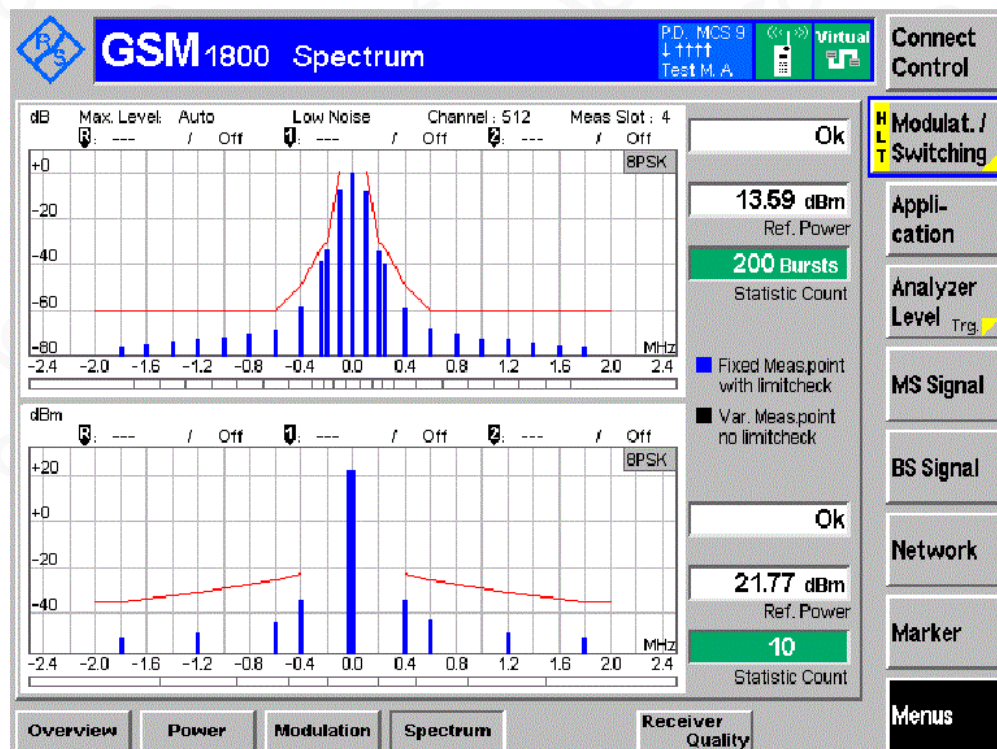 R/S
GSM 1800 Spectrum
P.D. MCS 9
↓ ↑↑↑↑
Test M. A.
Virtual
Connect
Control
dB Max. Level: Auto Low Noise Channel : 512 Meas Slot : 4
R: --- / Off 1: --- / Off 2: --- / Off
8PSK
+0
-20
-40
-60
-80
MHz
-2.4 -2.0 -1.6 -1.2 -0.8 -0.4 0.0 0.4 0.8 1.2 1.6 2.0 2.4
Ok
13.59 dBm
Ref. Power
200 Bursts
Statistic Count
Fixed Meas.point
with limitcheck
Var. Meas.point
no limitcheck
dBm
R: --- / Off 1: --- / Off 2: --- / Off
8PSK
+20
+0
-20
-40
MHz
-2.4 -2.0 -1.6 -1.2 -0.8 -0.4 0.0 0.4 0.8 1.2 1.6 2.0 2.4
Ok
21.77 dBm
Ref. Power
10
Statistic Count
H L T
Modulat. /
Switching
Appli-
cation
Analyzer
Level Trg.
MS Signal
BS Signal
Network
Marker
Menus
Overview
Power
Modulation
Spectrum
Receiver
Quality